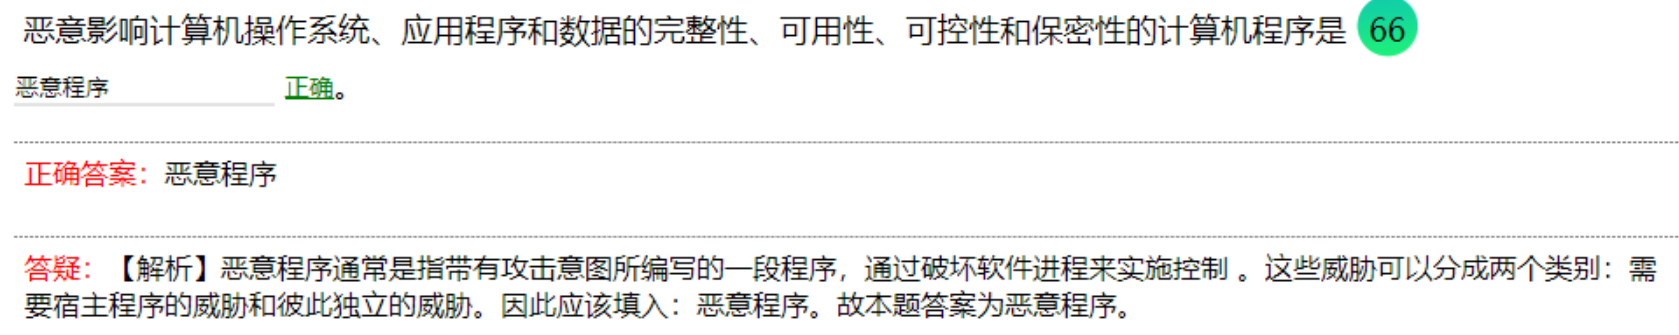 恶意影响计算机操作系统、应用程序和数据的完整性、可用性、可控性和保密性的计算机程序是 66
恶意程序 正确。
正确答案：恶意程序
答疑：【解析】恶意程序通常是指带有攻击意图所编写的一段程序，通过破坏软件进程来实施控制 。这些威胁可以分成两个类别：需
要宿主程序的威胁和彼此独立的威胁。因此应该填入：恶意程序。故本题答案为恶意程序。